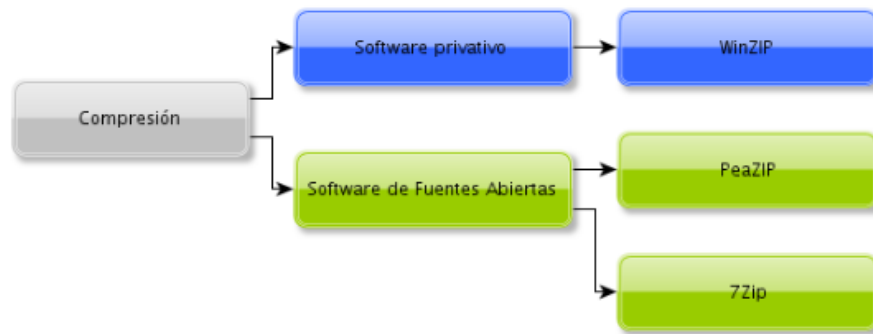 Software privativo
WinZIP
Compresión
PeaZIP
Software de Fuentes Abiertas
7Zip